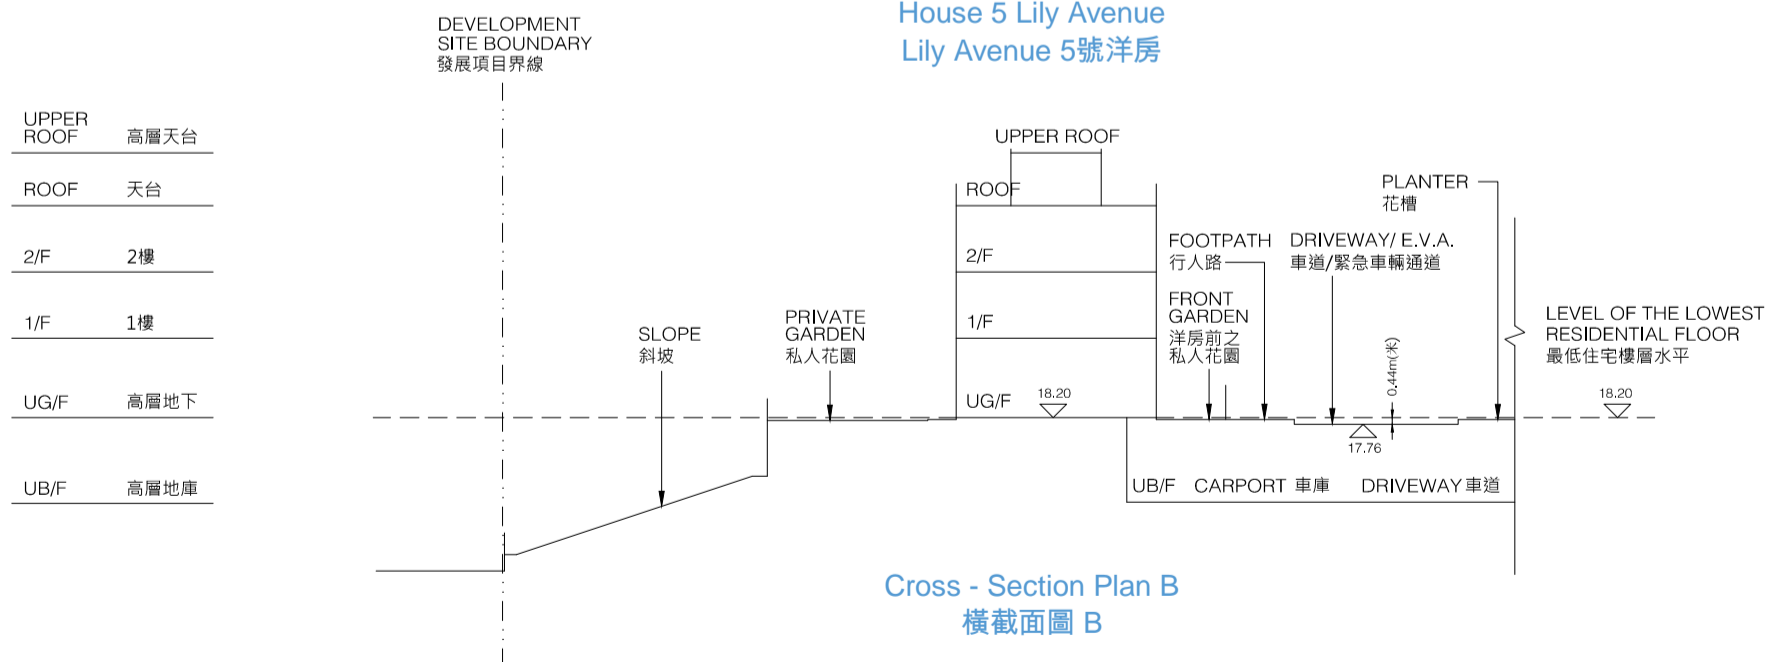 House 5 Lily Avenue
Lily Avenue 5號洋房
DEVELOPMENT
SITE BOUNDARY
發展項目界線
UPPER
ROOF 高層天台
ROOF 天台
2/F 2樓
1/F 1樓
UG/F 高層地下
UB/F 高層地庫
SLOPE
斜坡
PRIVATE
GARDEN
私人花園
UPPER ROOF
ROOF
2/F
1/F
UG/F
18.20
FOOTPATH
行人路
FRONT
GARDEN
洋房前之
私人花園
DRIVEWAY/ E.V.A.
車道/緊急車輛通道
PLANTER
花槽
0.44m(米)
17.76
UB/F CARPORT 車庫 DRIVEWAY 車道
LEVEL OF THE LOWEST
RESIDENTIAL FLOOR
最低住宅樓層水平
18.20
Cross - Section Plan B
橫截面圖 B